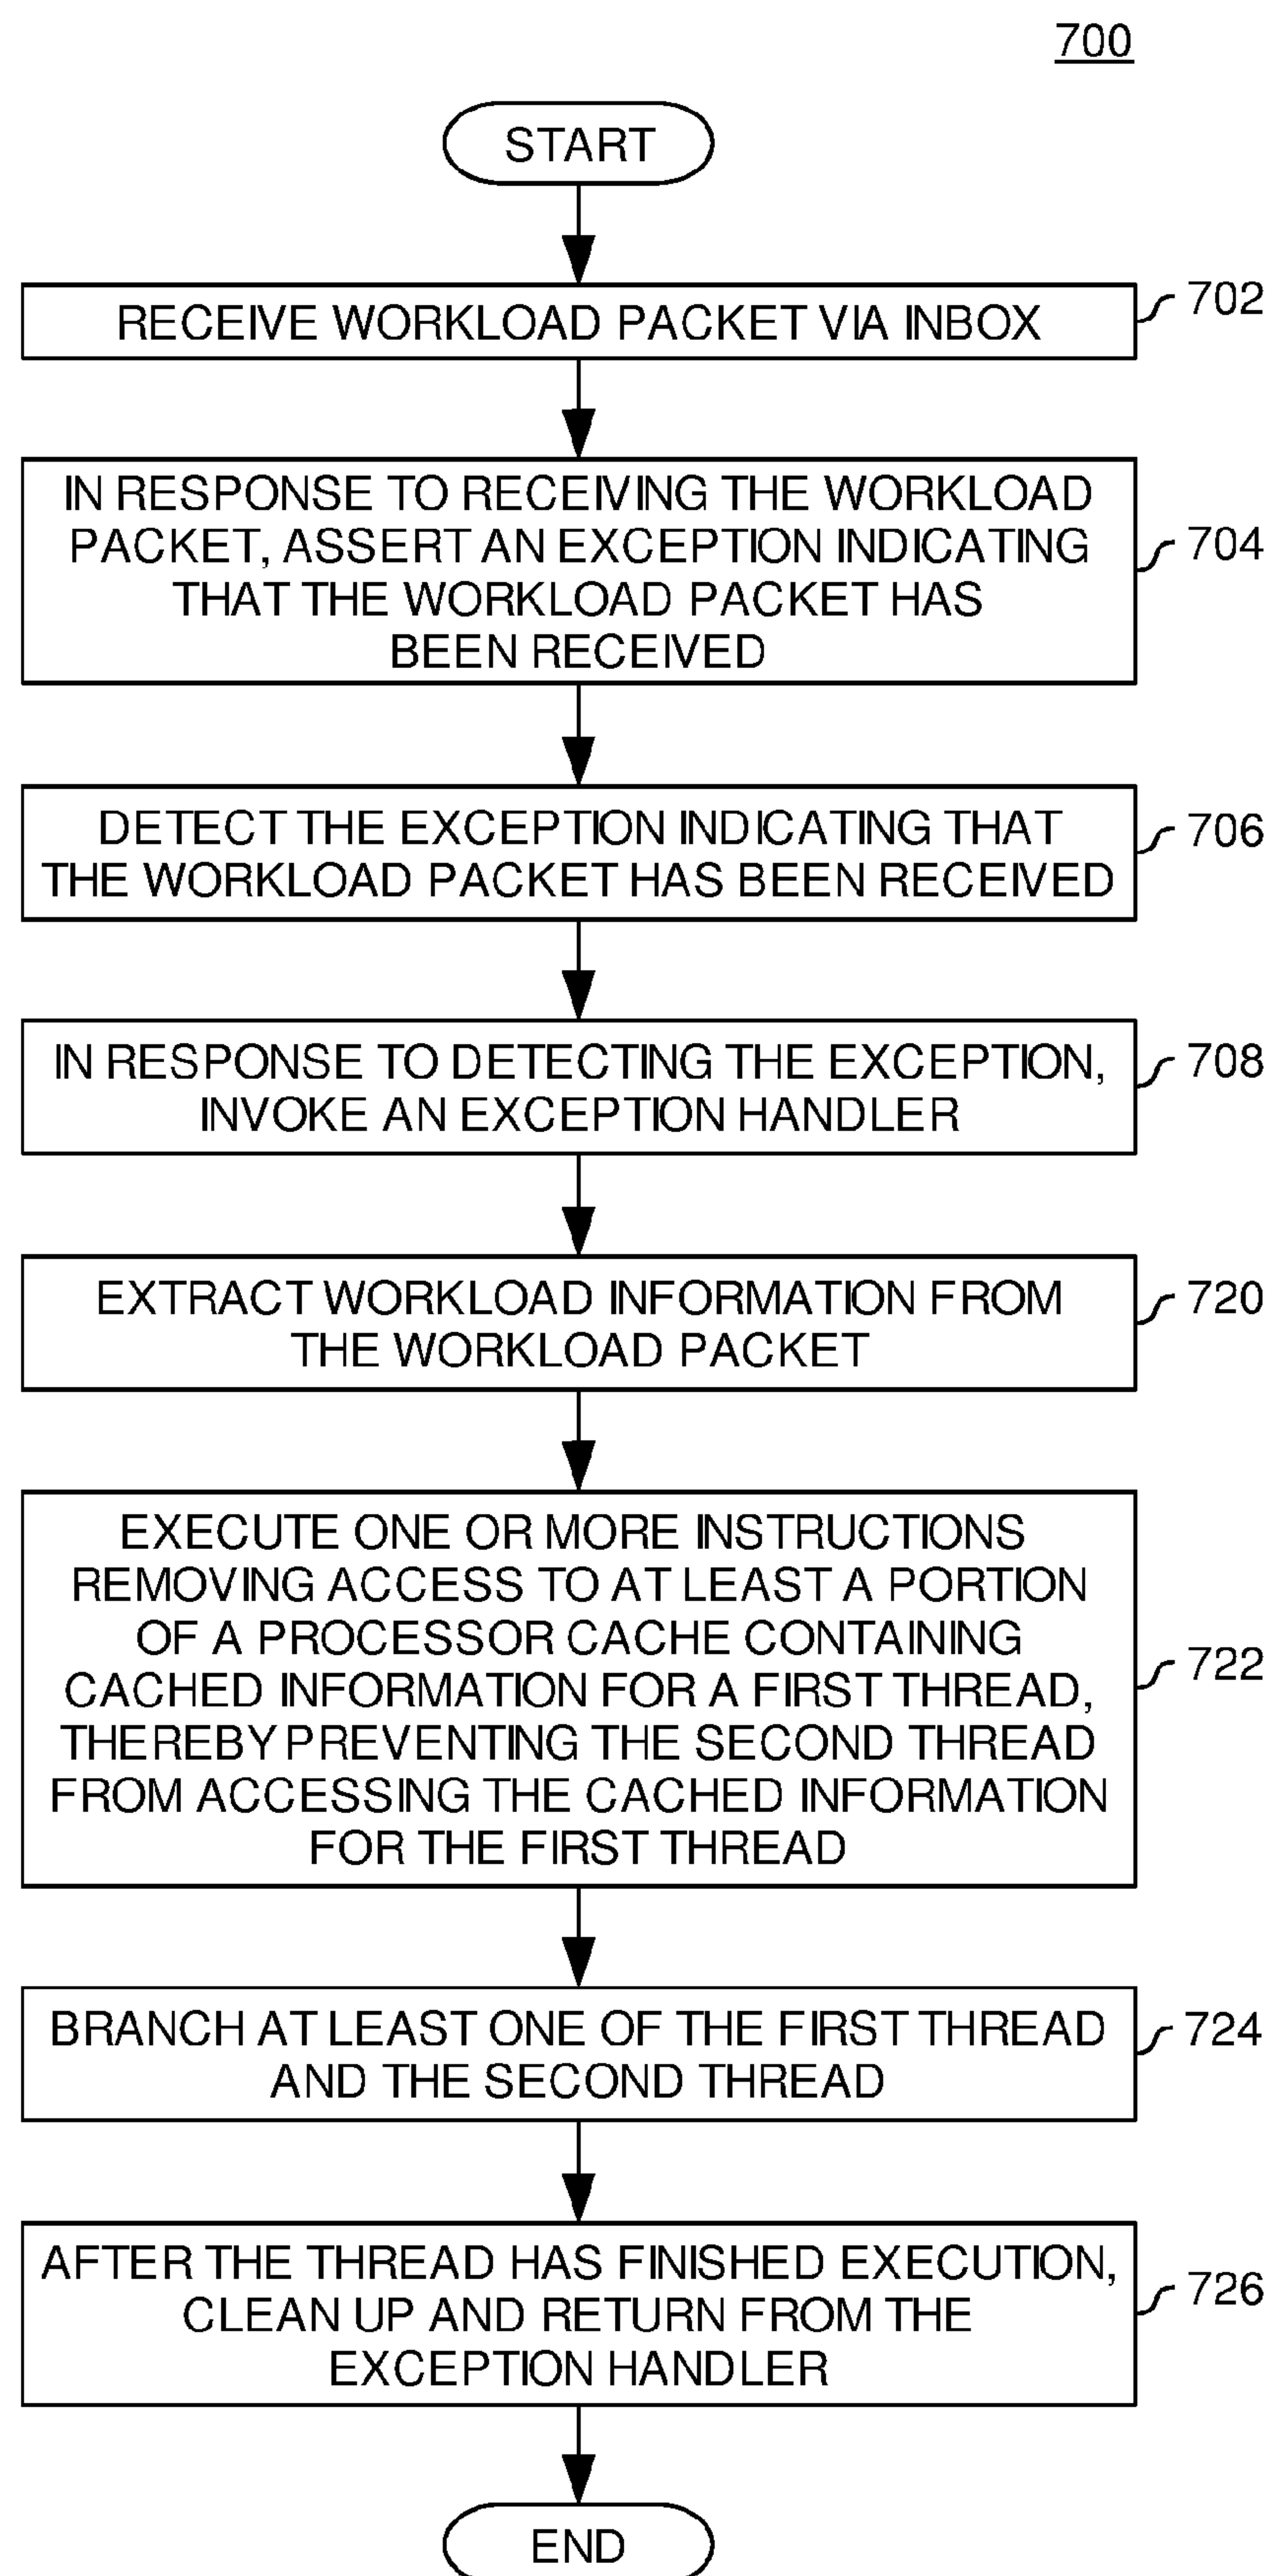 700
START
RECEIVE WORKLOAD PACKET VIA INBOX
702
IN RESPONSE TO RECEIVING THE WORKLOAD
PACKET, ASSERT AN EXCEPTION INDICATING
THAT THE WORKLOAD PACKET HAS
BEEN RECEIVED
704
DETECT THE EXCEPTION INDICATING THAT
THE WORKLOAD PACKET HAS BEEN RECEIVED
706
IN RESPONSE TO DETECTING THE EXCEPTION,
INVOKE AN EXCEPTION HANDLER
708
EXTRACT WORKLOAD INFORMATION FROM
THE WORKLOAD PACKET
720
EXECUTE ONE OR MORE INSTRUCTIONS
REMOVING ACCESS TO AT LEAST A PORTION
OF A PROCESSOR CACHE CONTAINING
CACHED INFORMATION FOR A FIRST THREAD,
THEREBY PREVENTING THE SECOND THREAD
FROM ACCESSING THE CACHED INFORMATION
FOR THE FIRST THREAD
722
BRANCH AT LEAST ONE OF THE FIRST THREAD
AND THE SECOND THREAD
724
AFTER THE THREAD HAS FINISHED EXECUTION,
CLEAN UP AND RETURN FROM THE
EXCEPTION HANDLER
726
END